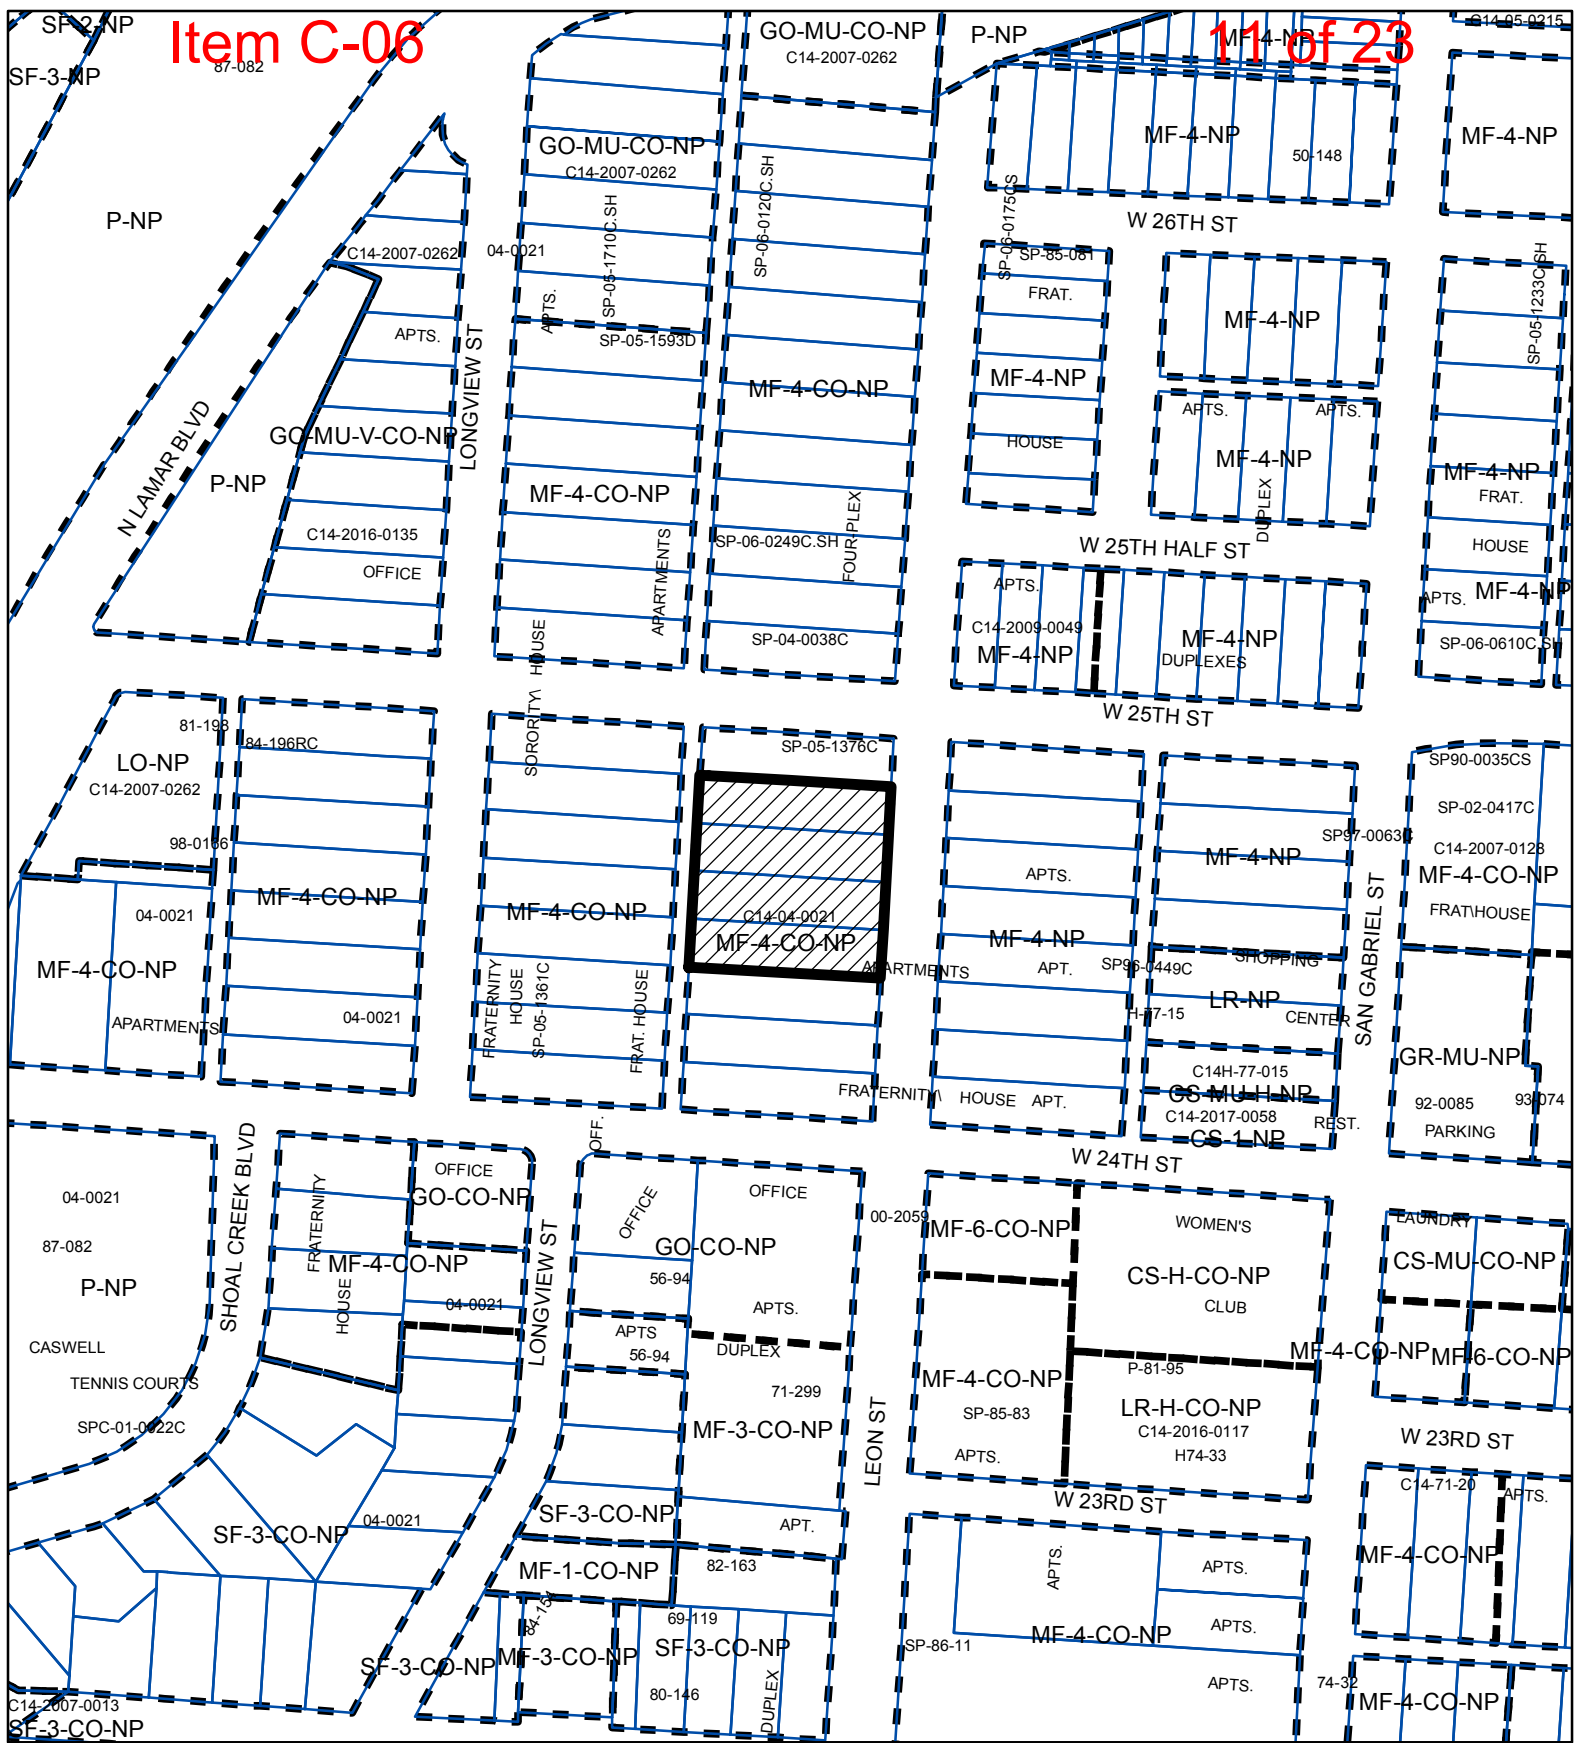 Item C-06
11 of 23
SF-2-NP
SF-3-NP
87-082
GO-MU-CO-NP
C14-2007-0262
P-NP
MF-4-NP
C14-05-0215
GO-MU-CO-NP
C14-2007-0262
MF-4-NP
50-148
MF-4-NP
P-NP
W 26TH ST
C14-2007-0262
04-0021
SP-05-1710C.SH
SP-06-0120C.SH
SP-06-0175CS
SP-85-081
FRAT.
MF-4-NP
SP-05-1233C.SH
APTS.
APTS.
SP-05-1593D
LONGVIEW ST
MF-4-CO-NP
MF-4-NP
APTS.
APTS.
N LAMAR BLVD
GO-MU-V-CO-NP
HOUSE
MF-4-NP
MF-4-NP
FRAT.
P-NP
MF-4-CO-NP
DUPLEX
C14-2016-0135
SP-06-0249C.SH
FOUR-PLEX
W 25TH HALF ST
HOUSE
OFFICE
APARTMENTS
APTS.
APTS.
MF-4-NP
C14-2009-0049
MF-4-NP
MF-4-NP
DUPLEXES
SP-04-0038C
SP-06-0610C.SH
SORORITY\ HOUSE
W 25TH ST
81-198
84-196RC
SP-05-1376C
SP90-0035CS
LO-NP
C14-2007-0262
SP-02-0417C
98-0166
SP97-0063C
C14-2007-0128
MF-4-NP
MF-4-CO-NP
APTS.
MF-4-CO-NP
MF-4-CO-NP
C14-04-0021
MF-4-CO-NP
FRAT\HOUSE
04-0021
MF-4-NP
MF-4-CO-NP
APARTMENTS
APT.
SP96-0449C
SHOPPING
LR-NP
CENTER
H-77-15
FRATERNITY
HOUSE
SP-05-1361C
FRAT. HOUSE
SAN GABRIEL ST
APARTMENTS
04-0021
GR-MU-NP
C14H-77-015
CS-MU-H-NP
C14-2017-0058
CS-1-NP
REST.
92-0085
93-074
PARKING
FRATERNITY\ HOUSE
APT.
OFF.
W 24TH ST
SHOAL CREEK BLVD
OFFICE
GO-CO-NP
OFFICE
OFFICE
04-0021
FRATERNITY
HOUSE
00-2059
MF-6-CO-NP
WOMEN'S
LAUNDRY
87-082
GO-CO-NP
CS-MU-CO-NP
P-NP
MF-4-CO-NP
56-94
CS-H-CO-NP
CLUB
04-0021
LONGVIEW ST
APTS.
CASWELL
APTS
56-94
DUPLEX
MF-4-CO-NP
MF-6-CO-NP
P-81-95
TENNIS COURTS
71-299
MF-4-CO-NP
LR-H-CO-NP
SPC-01-0022C
MF-3-CO-NP
SP-85-83
C14-2016-0117
H74-33
LEON ST
APTS.
W 23RD ST
W 23RD ST
C14-71-20
APTS.
SF-3-CO-NP
04-0021
SF-3-CO-NP
APT.
MF-4-CO-NP
MF-1-CO-NP
82-163
APTS.
APTS.
84-154
69-119
APTS.
SF-3-CO-NP
MF-3-CO-NP
SF-3-CO-NP
SP-86-11
MF-4-CO-NP
80-146
DUPLEX
APTS.
74-32
MF-4-CO-NP
C14-2007-0013
SF-3-CO-NP